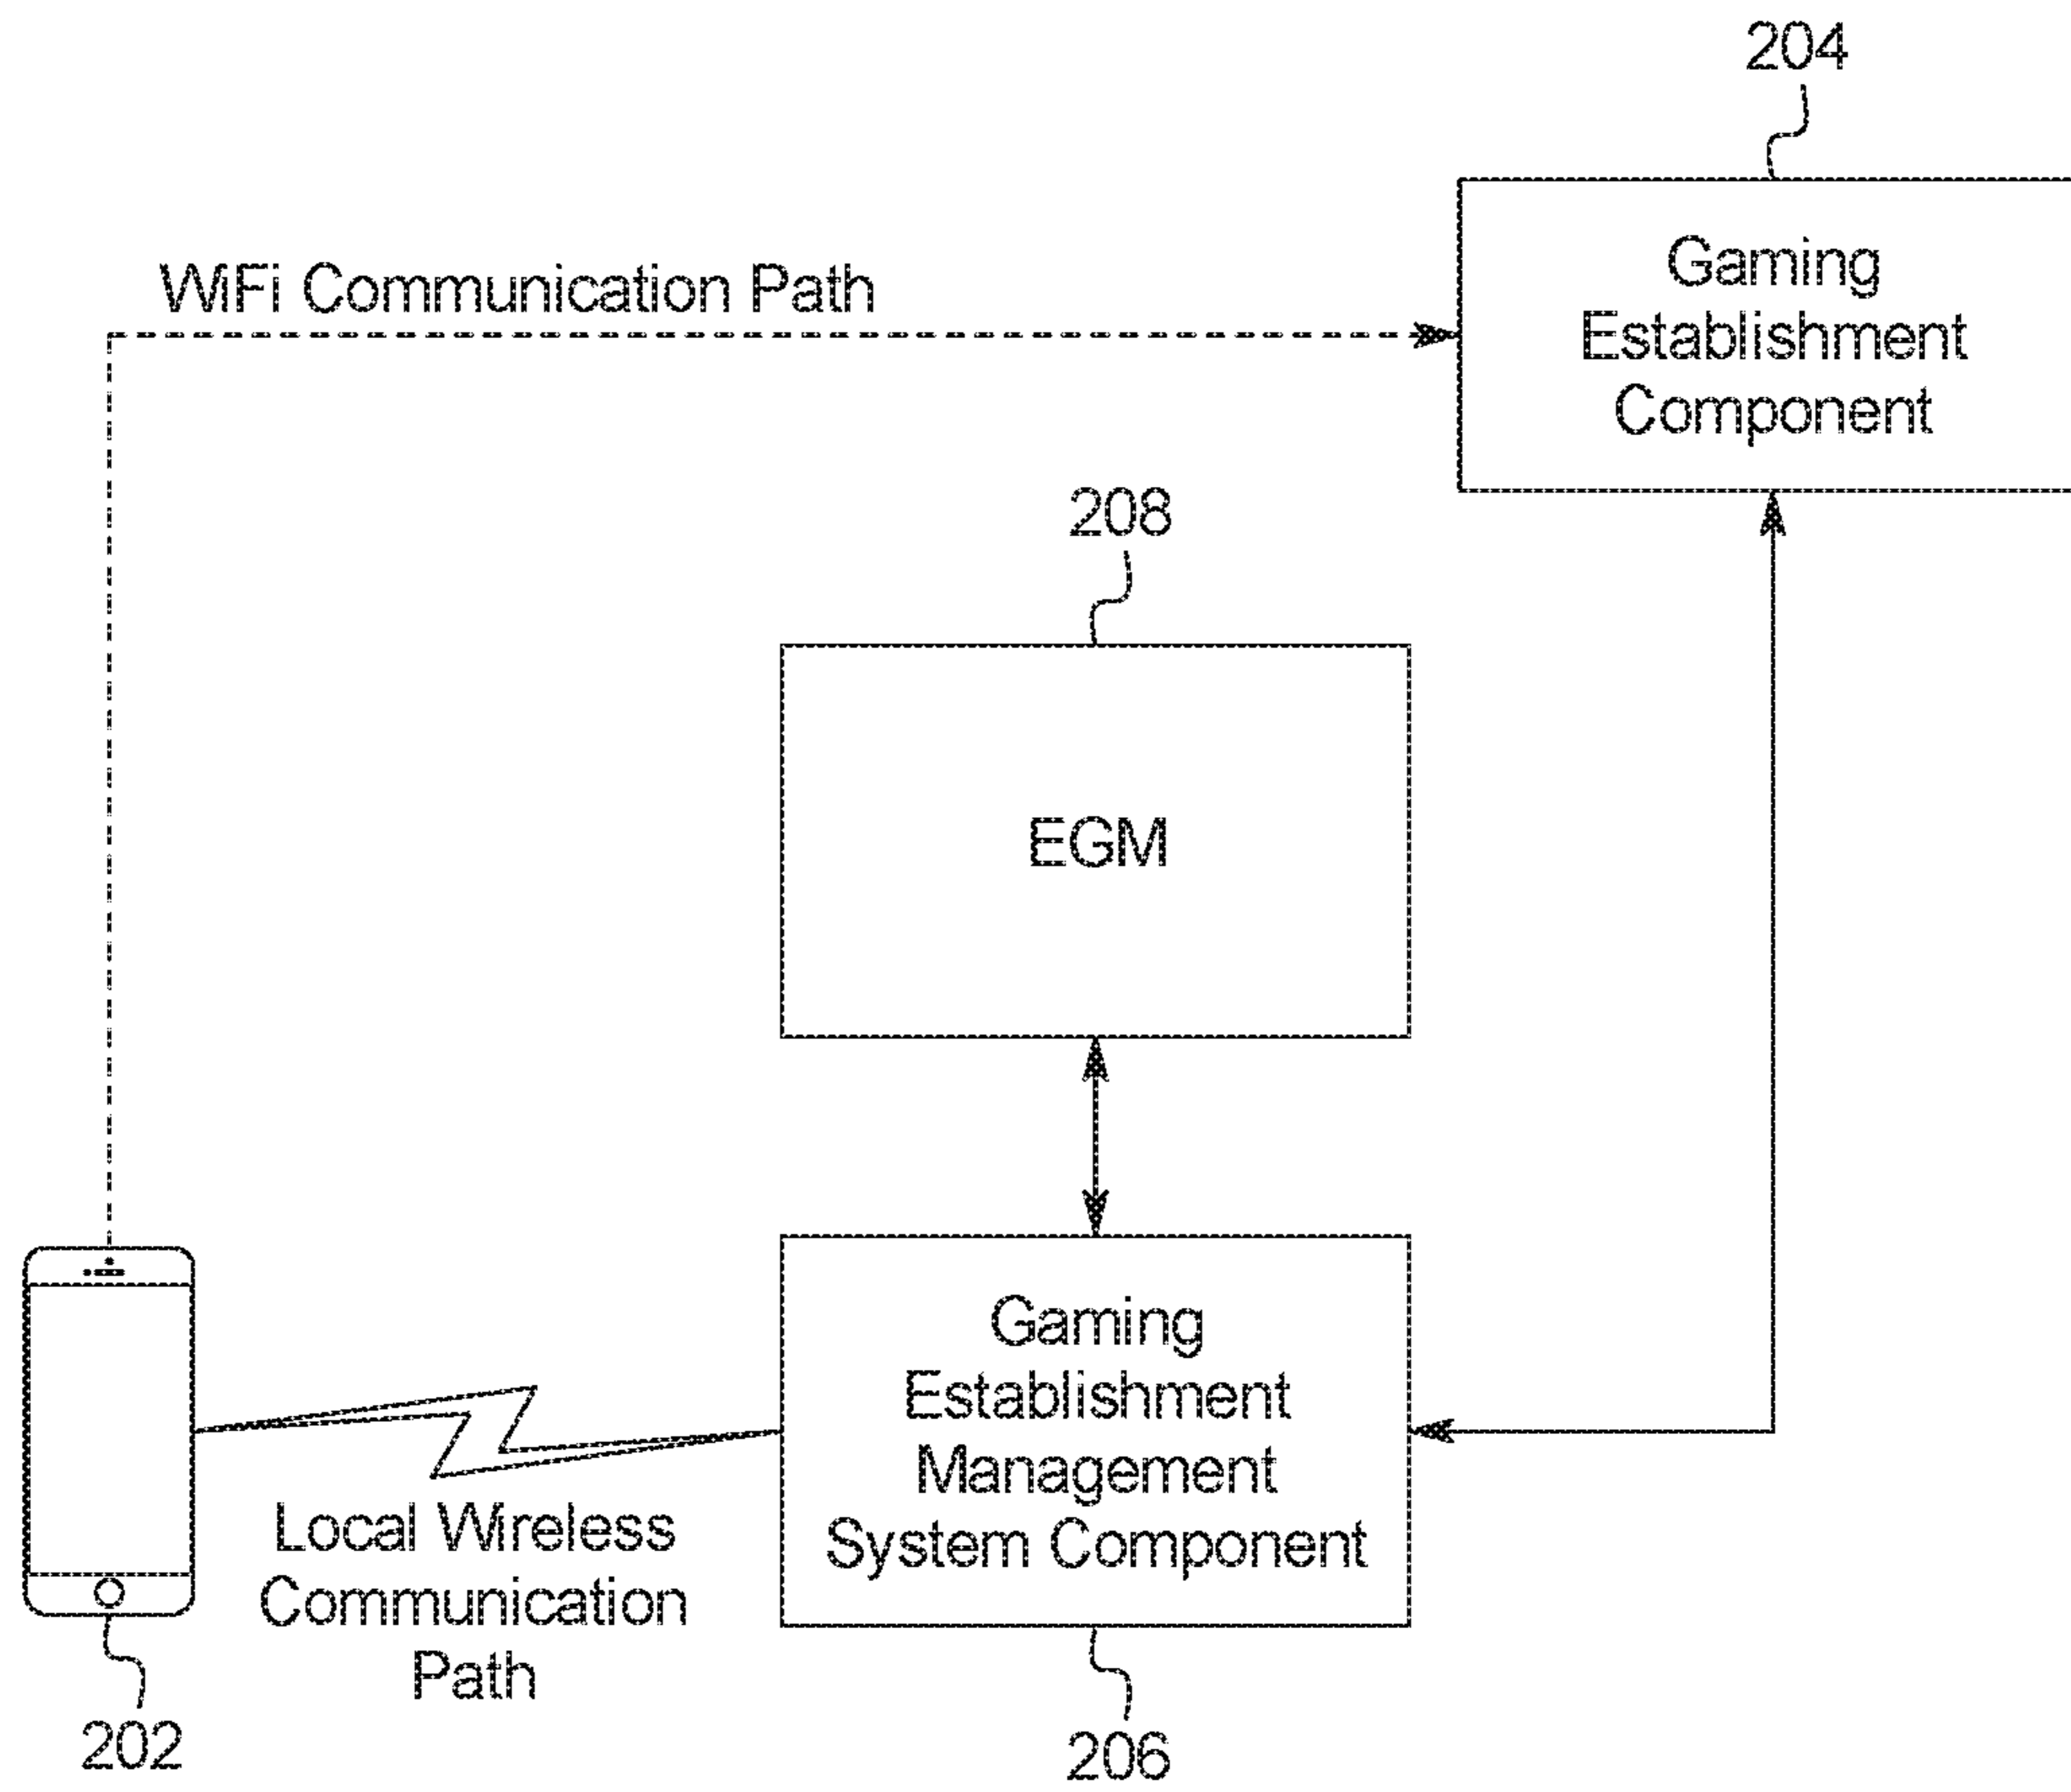 204
WiFi Communication Path
Gaming
Establishment
Component
208
EGM
Gaming
Establishment
Management
System Component
Local Wireless
Communication
Path
202
206